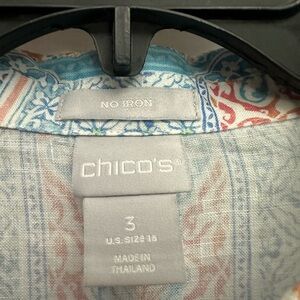 NO IRON
chico's®
3
U.S. SIZE 16
MADE IN
THAILAND